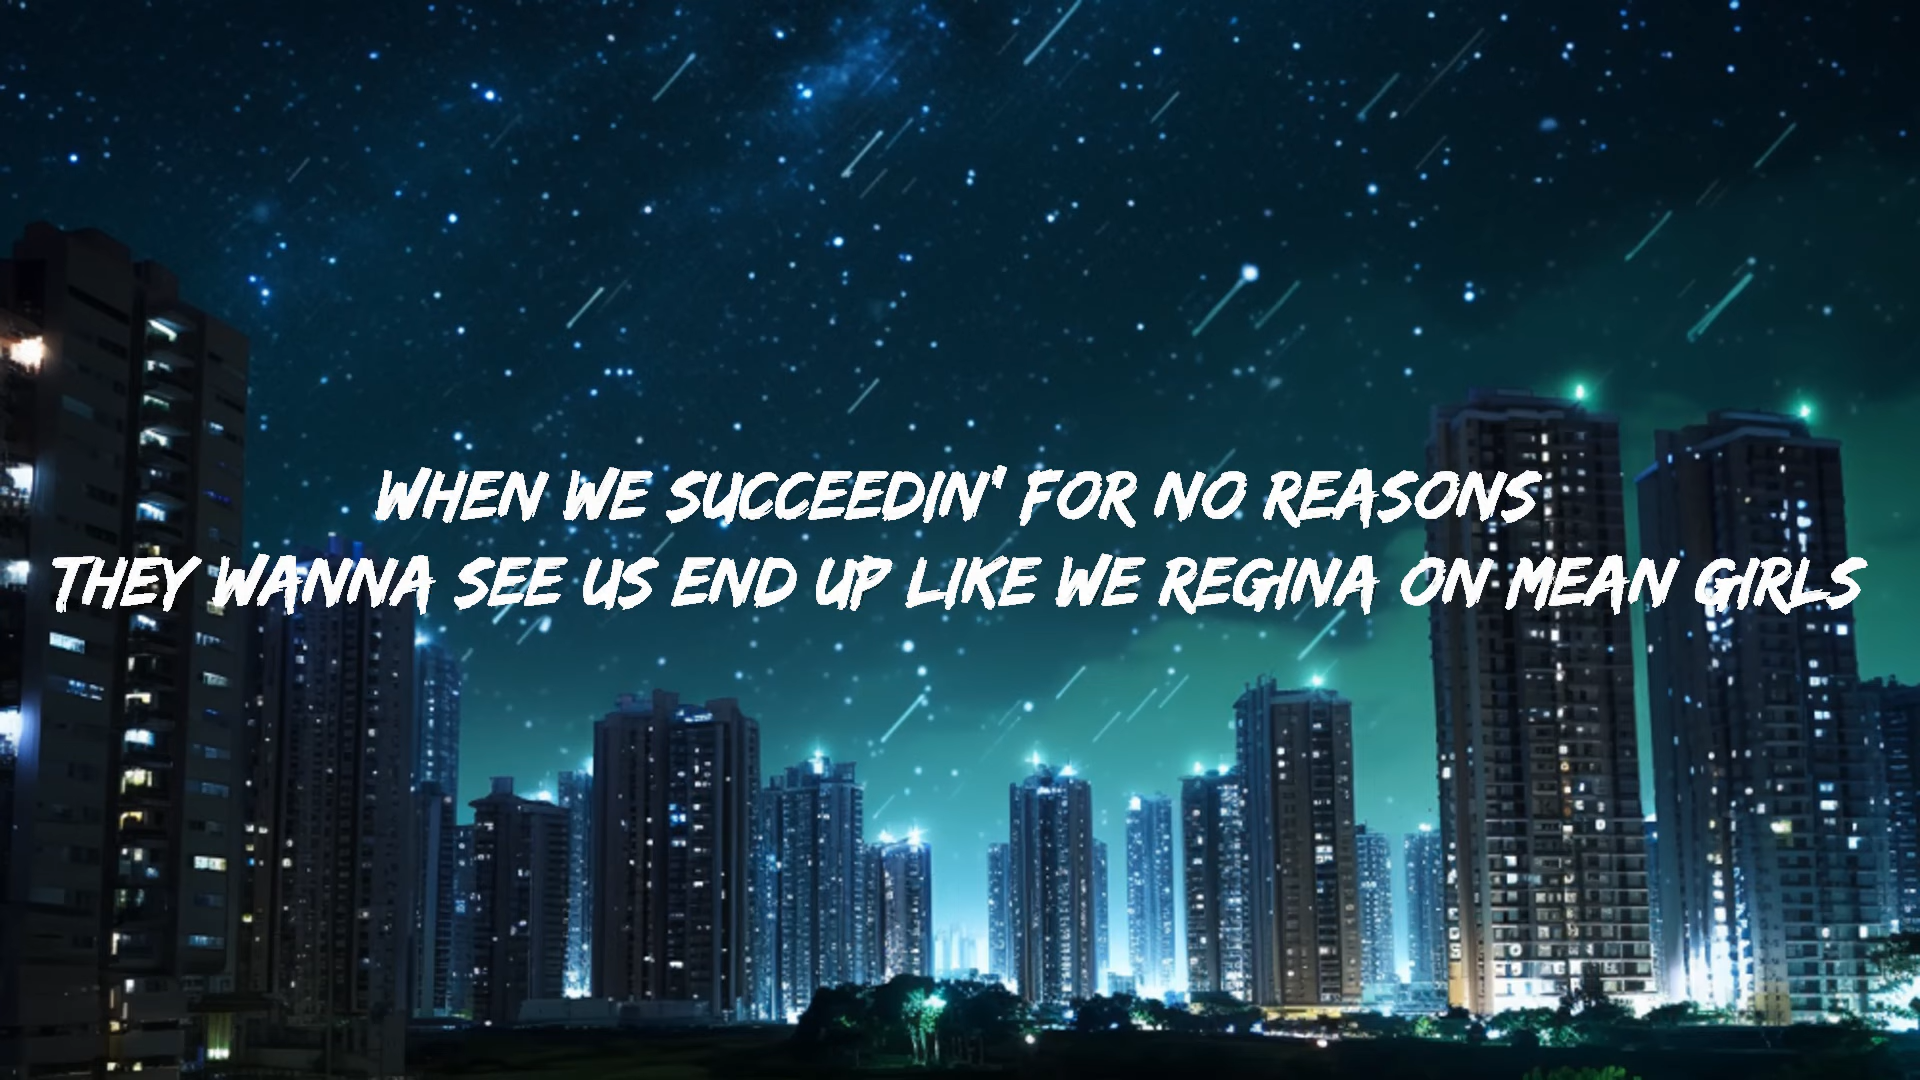 WHEN WE SUCCEEDIN' FOR NO REASONS
THEY WANNA SEE US END UP LIKE WE REGINA ON MEAN GIRLS